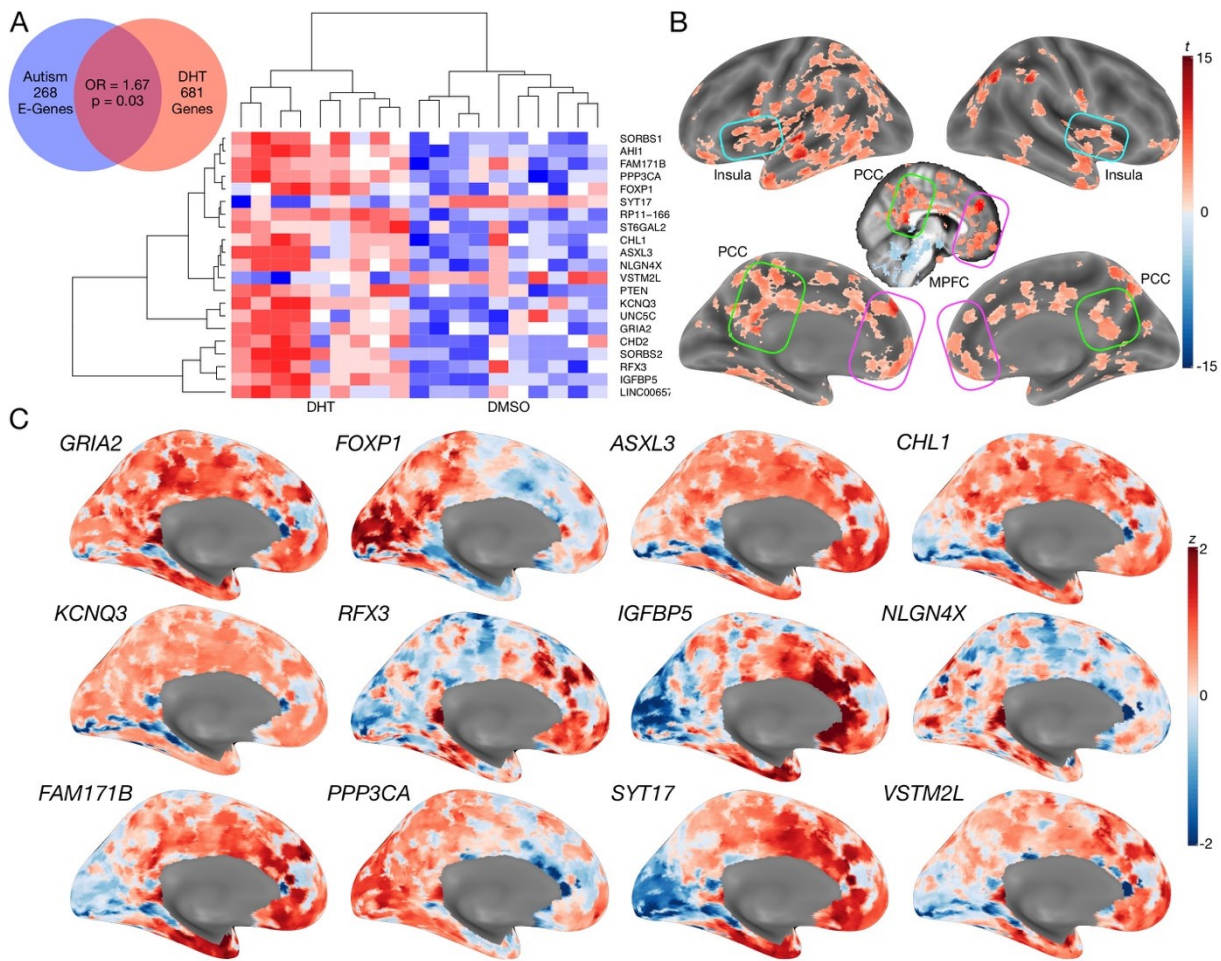 A
Autism
268
E-Genes
OR = 1.67
p = 0.03
DHT
681
Genes
SORBS1
AHI1
FAM171B
PPP3CA
FOXP1
SYT17
RP11-166
ST6GAL2
CHL1
ASXL3
NLGN4X
VSTM2L
PTEN
KCNQ3
UNC5C
GRIA2
CHD2
SORBS2
RFX3
IGFBP5
LINC00657
DHT DMSO
B
Insula
PCC
Insula
PCC
MPFC
PCC
t
15
0
-15
C
GRIA2 FOXP1 ASXL3 CHL1
KCNQ3 RFX3 IGFBP5 NLGN4X
FAM171B PPP3CA SYT17 VSTM2L
z
2
0
-2